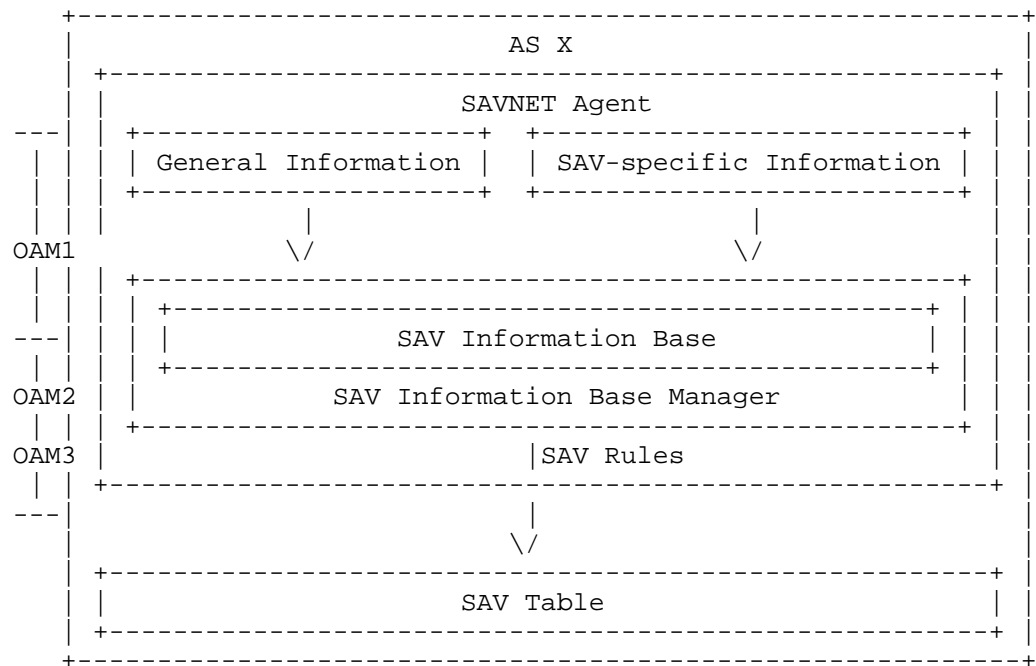 AS X
SAVNET Agent
General Information SAV-specific Information
OAM1
SAV Information Base
OAM2 SAV Information Base Manager
OAM3 SAV Rules
SAV Table